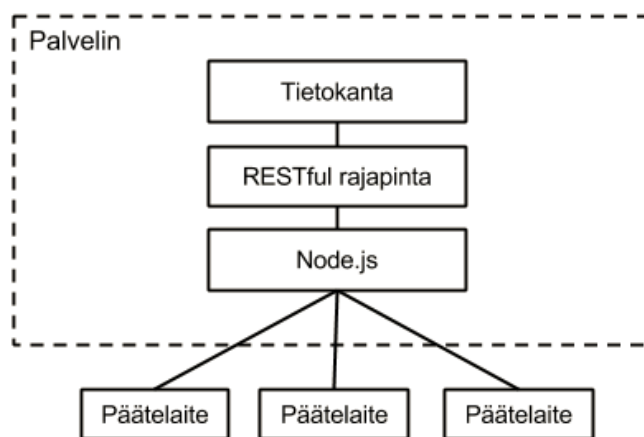 Palvelin
Tietokanta
RESTful rajapinta
Node.js
Päätelaite
Päätelaite
Päätelaite